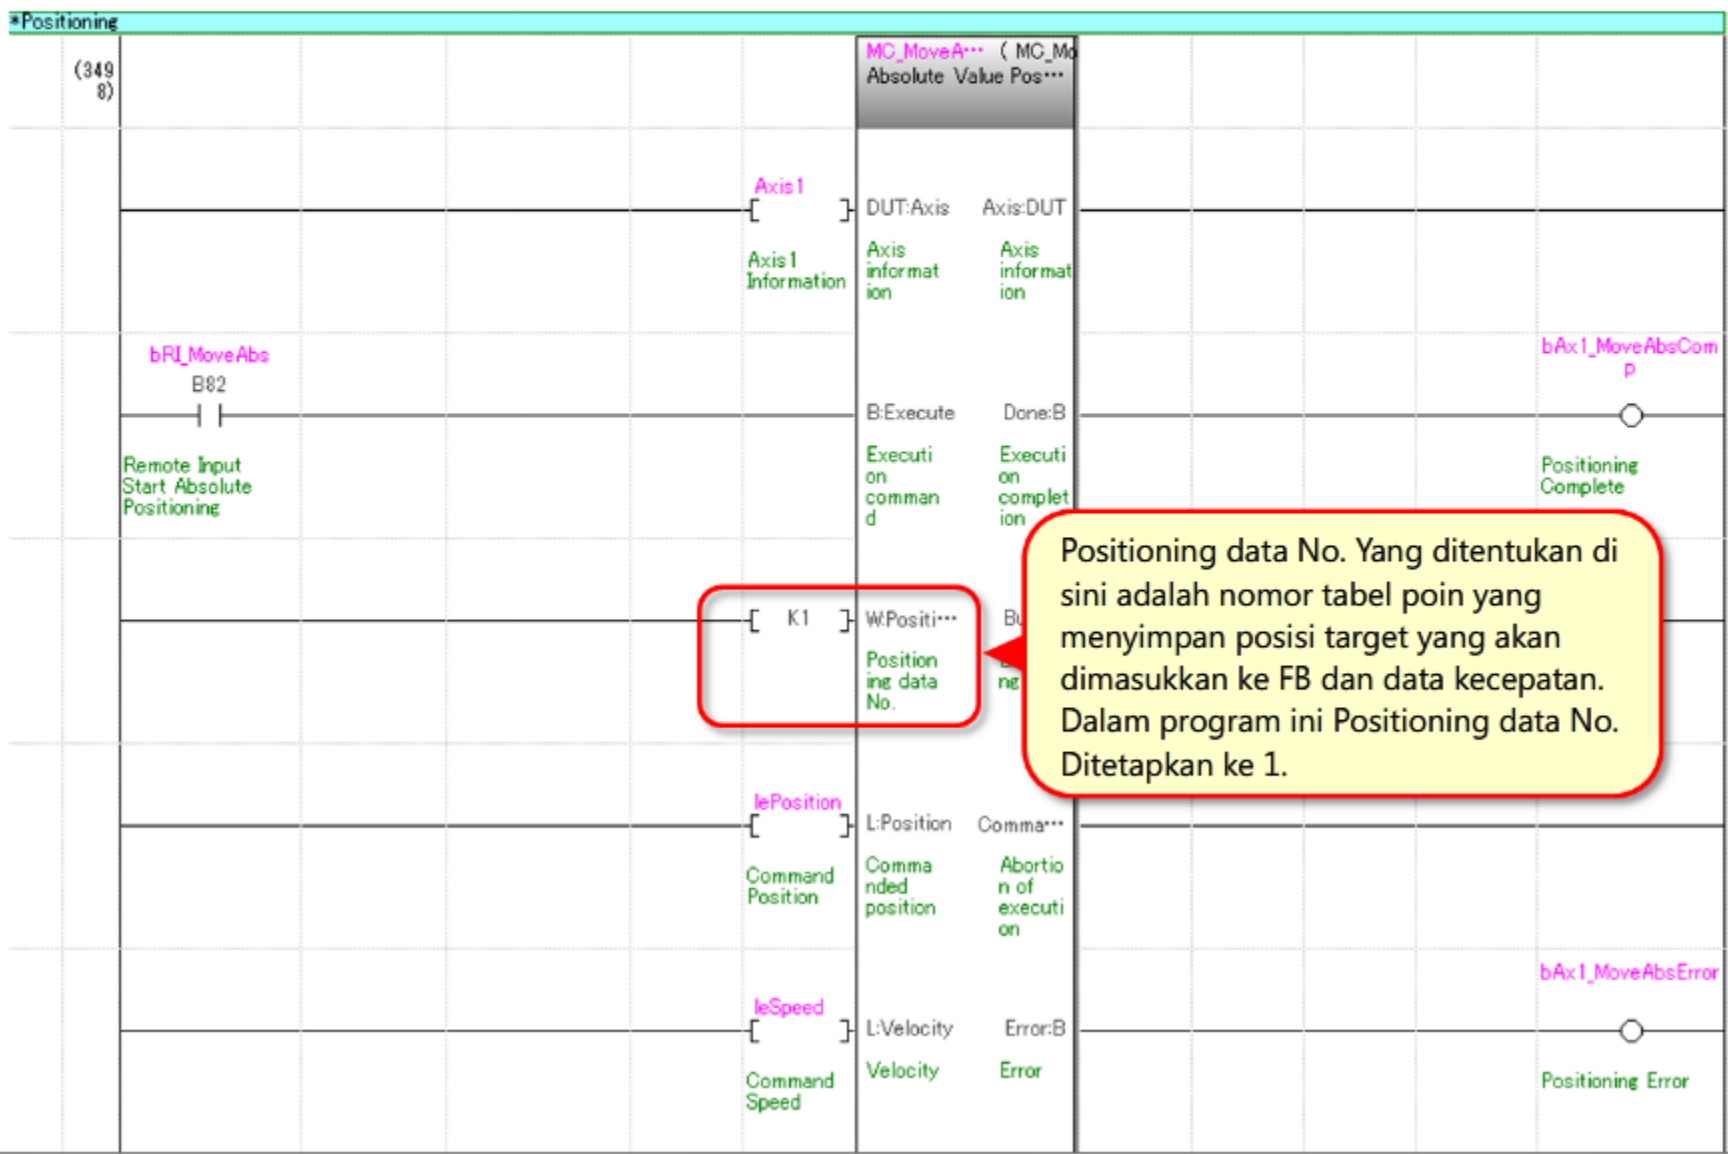 *Positioning
(349
8)
MC_MoveA··· ( MC_Mo
Absolute Value Pos···
Axis1
DUT:Axis Axis:DUT
Axis1
Information
Axis
informat
ion
Axis
informat
ion
bRI_MoveAbs
B82
bAx1_MoveAbsCom
p
B:Execute Done:B
Remote Input
Start Absolute
Positioning
Executi
on
comman
d
Executi
on
complet
ion
Positioning
Complete
K1 W:Positi···
Position
ing data
No.
ng
Positioning data No. Yang ditentukan di
sini adalah nomor tabel poin yang
menyimpan posisi target yang akan
dimasukkan ke FB dan data kecepatan.
Dalam program ini Positioning data No.
Ditetapkan ke 1.
lePosition
L:Position Comma···
Command
Position
Comma
nded
position
Abortio
n of
executi
on
bAx1_MoveAbsError
leSpeed
L:Velocity Error:B
Command
Speed
Velocity
Error
Positioning Error